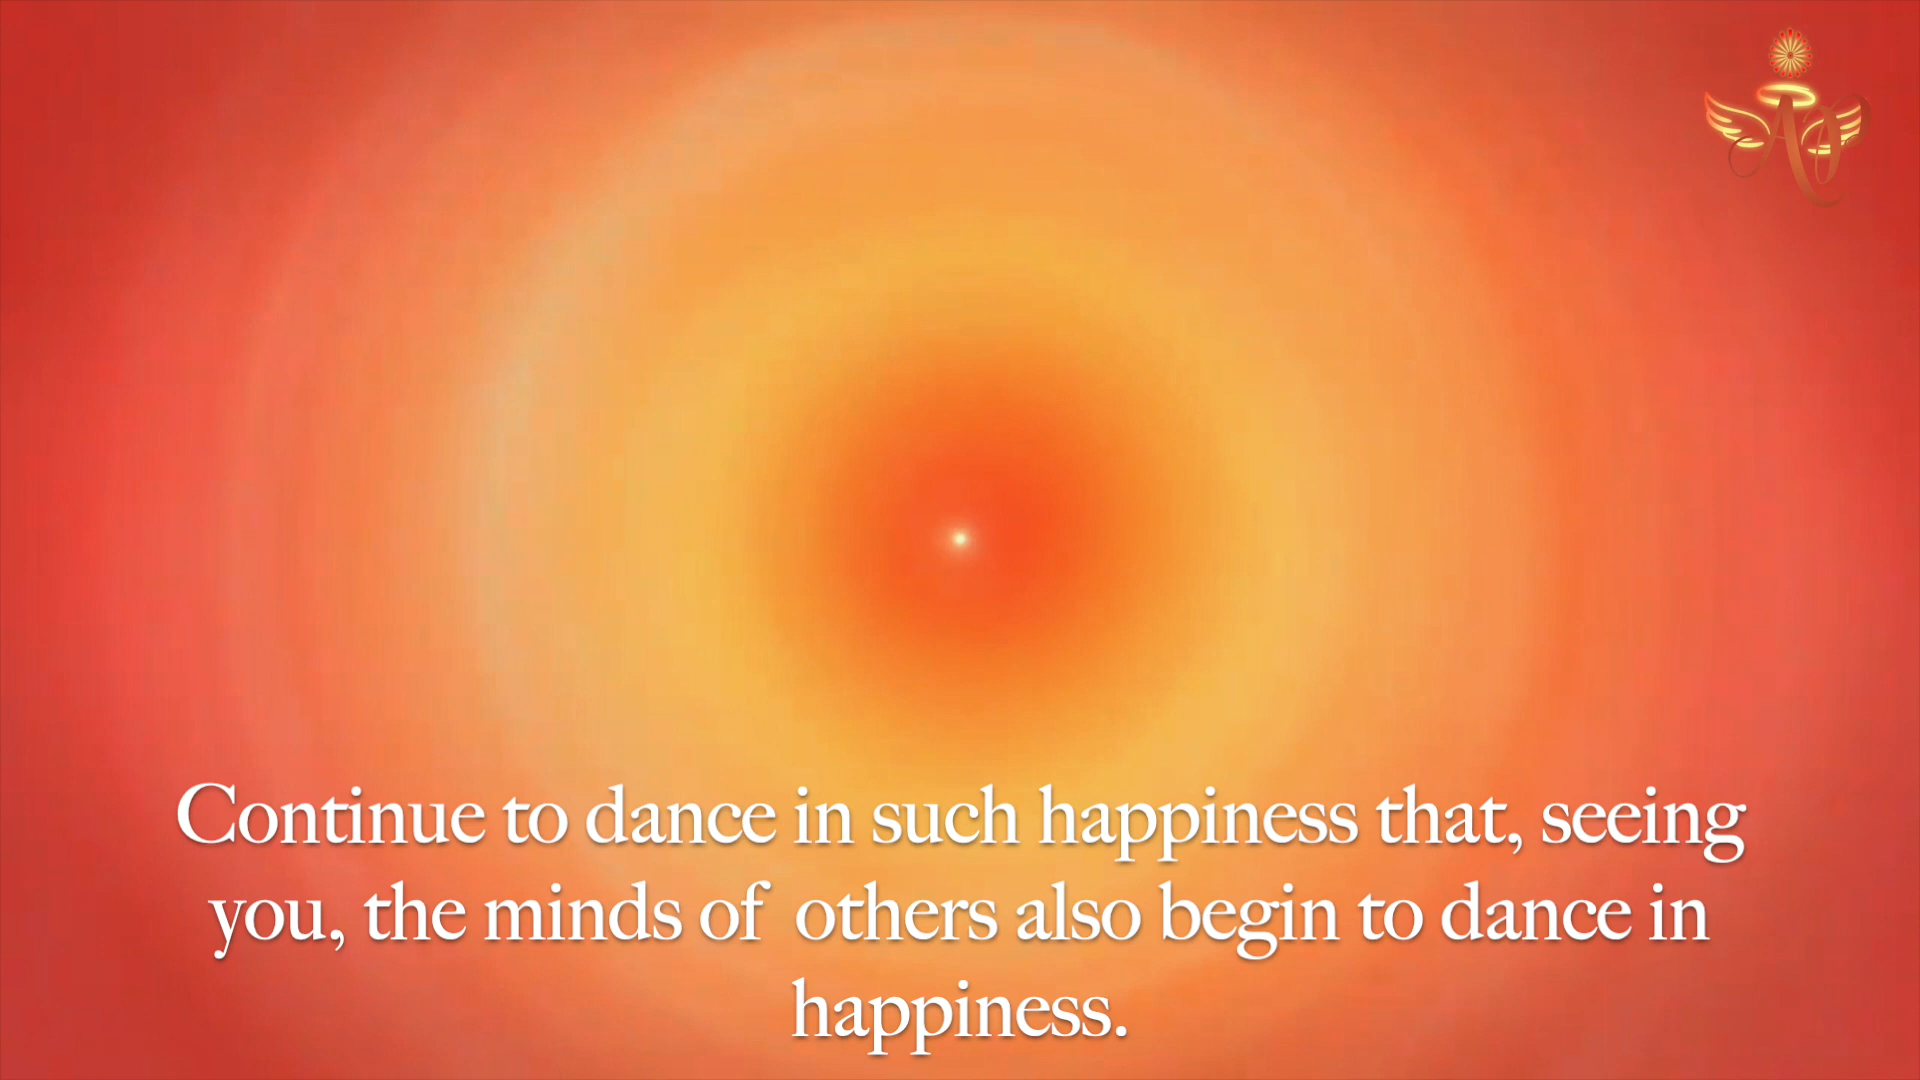 Continue to dance in such happiness that, seeing
you, the minds of  others also begin to dance in
happiness.